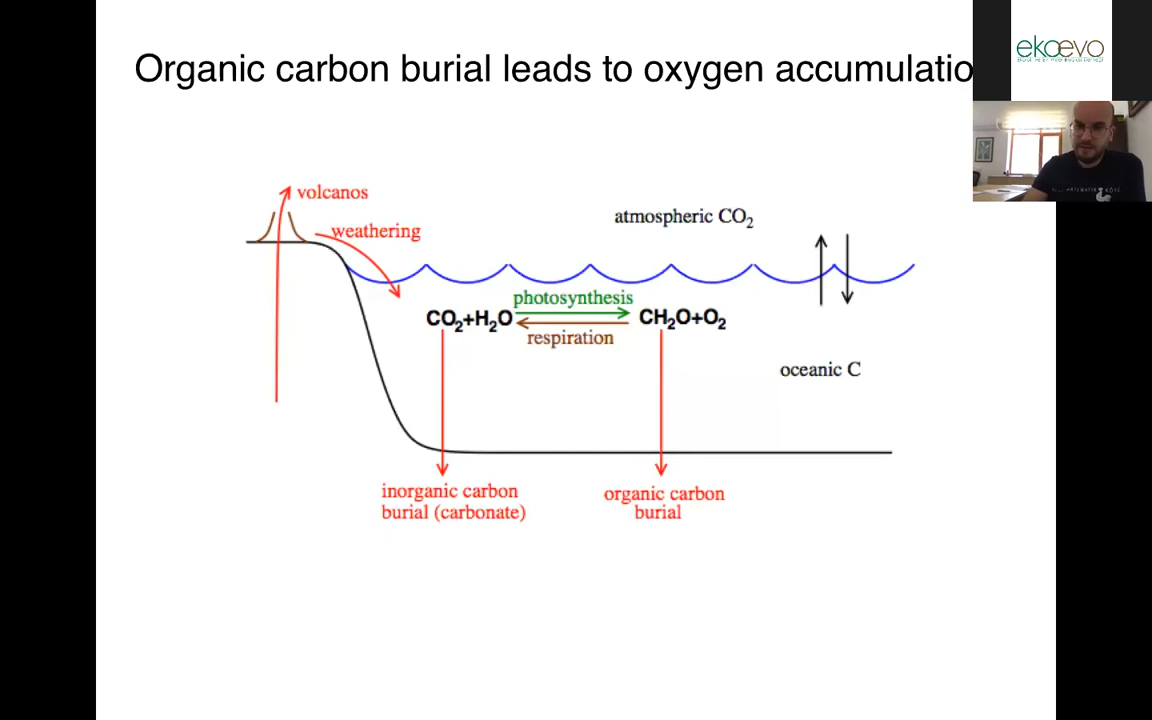 Organic carbon burial leads to oxygen accumulatio
ekoevo
volcanos
weathering
atmospheric CO₂
photosynthesis
CO₂+H₂O
CH₂O+O₂
respiration
oceanic C
inorganic carbon
burial (carbonate)
organic carbon
burial